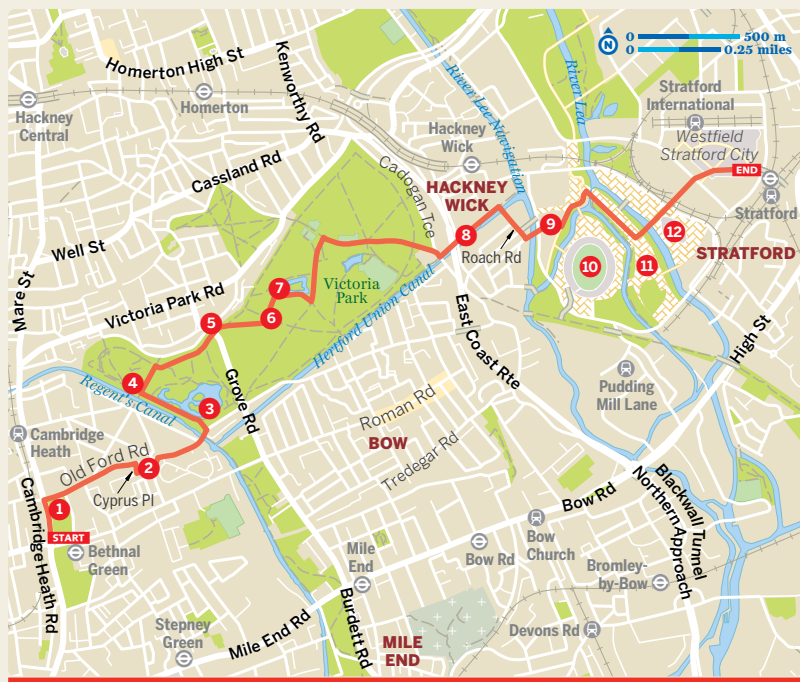 Homerton High St
Kenworthy Rd
River Lee Navigation
River Lea
N
0 500 m
0 0.25 miles
Stratford
International
Westfield
Stratford City
END
Stratford
Hackney
Central
Homerton
Hackney
Wick
Cassland Rd
Cadogan Tce
HACKNEY
WICK
8
Roach Rd
9
10
11
12
STRATFORD
Well St
Mare St
Victoria Park Rd
7
6
5
Victoria
Park
Hertford Union Canal
East Coast Rte
High St
Pudding
Mill Lane
4
3
Regent's Canal
Grove Rd
Roman Rd
BOW
Tredegar Rd
Cambridge
Heath
Old Ford Rd
2
Cyprus Pl
1
START
Cambridge Heath Rd
Bethnal
Green
Bow Rd
Blackwall Tunnel
Northern Approach
Mile
End
Bow Rd
Bow
Church
Bromley-
by-Bow
Stepney
Green
Mile End Rd
Burdett Rd
MILE
END
Devons Rd